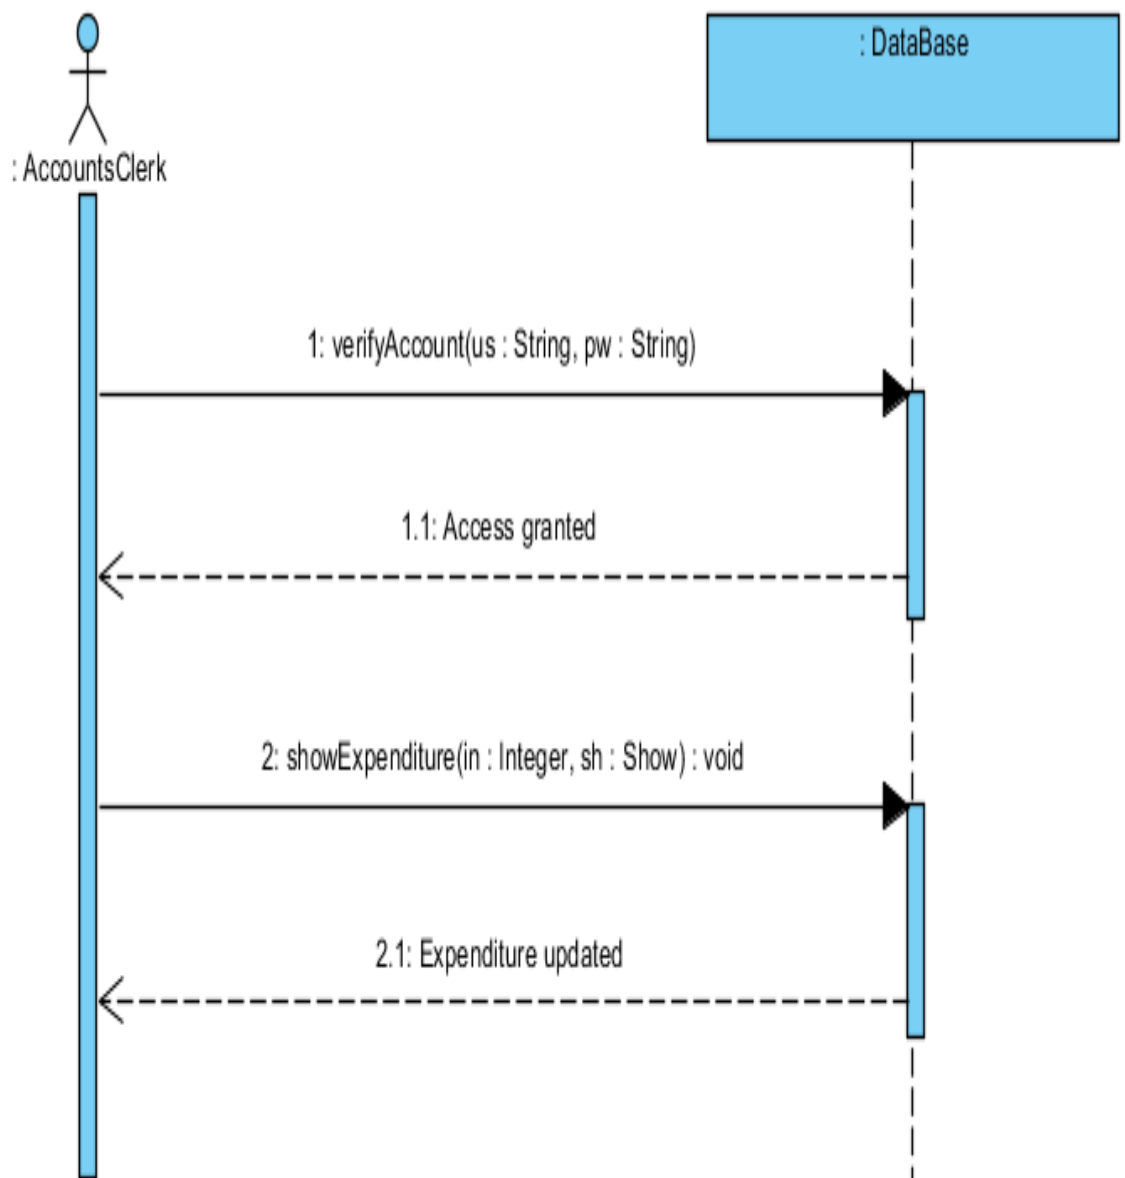 : DataBase
: AccountsClerk
1: verifyAccount(us : String, pw : String)
1.1: Access granted
2: showExpenditure(in : Integer, sh : Show) : void
2.1: Expenditure updated